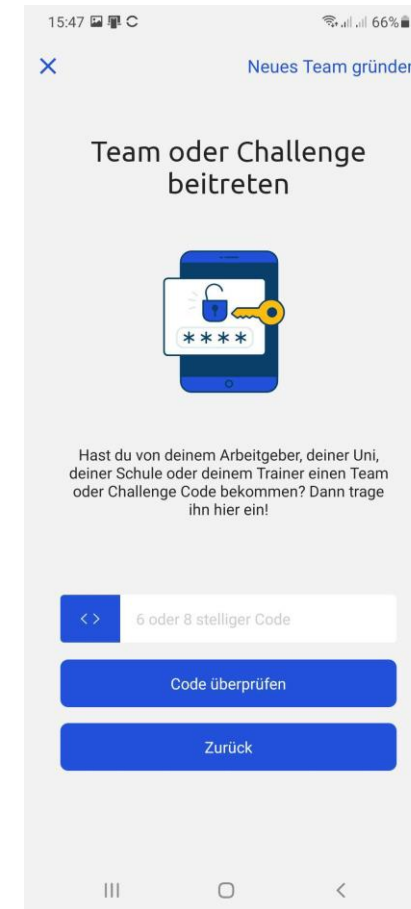 15:47 66%
Neues Team gründen
Team oder Challenge
beitreten
****
Hast du von deinem Arbeitgeber, deiner Uni,
deiner Schule oder deinem Trainer einen Team
oder Challenge Code bekommen? Dann trage
ihn hier ein!
<> 6 oder 8 stelliger Code
Code überprüfen
Zurück